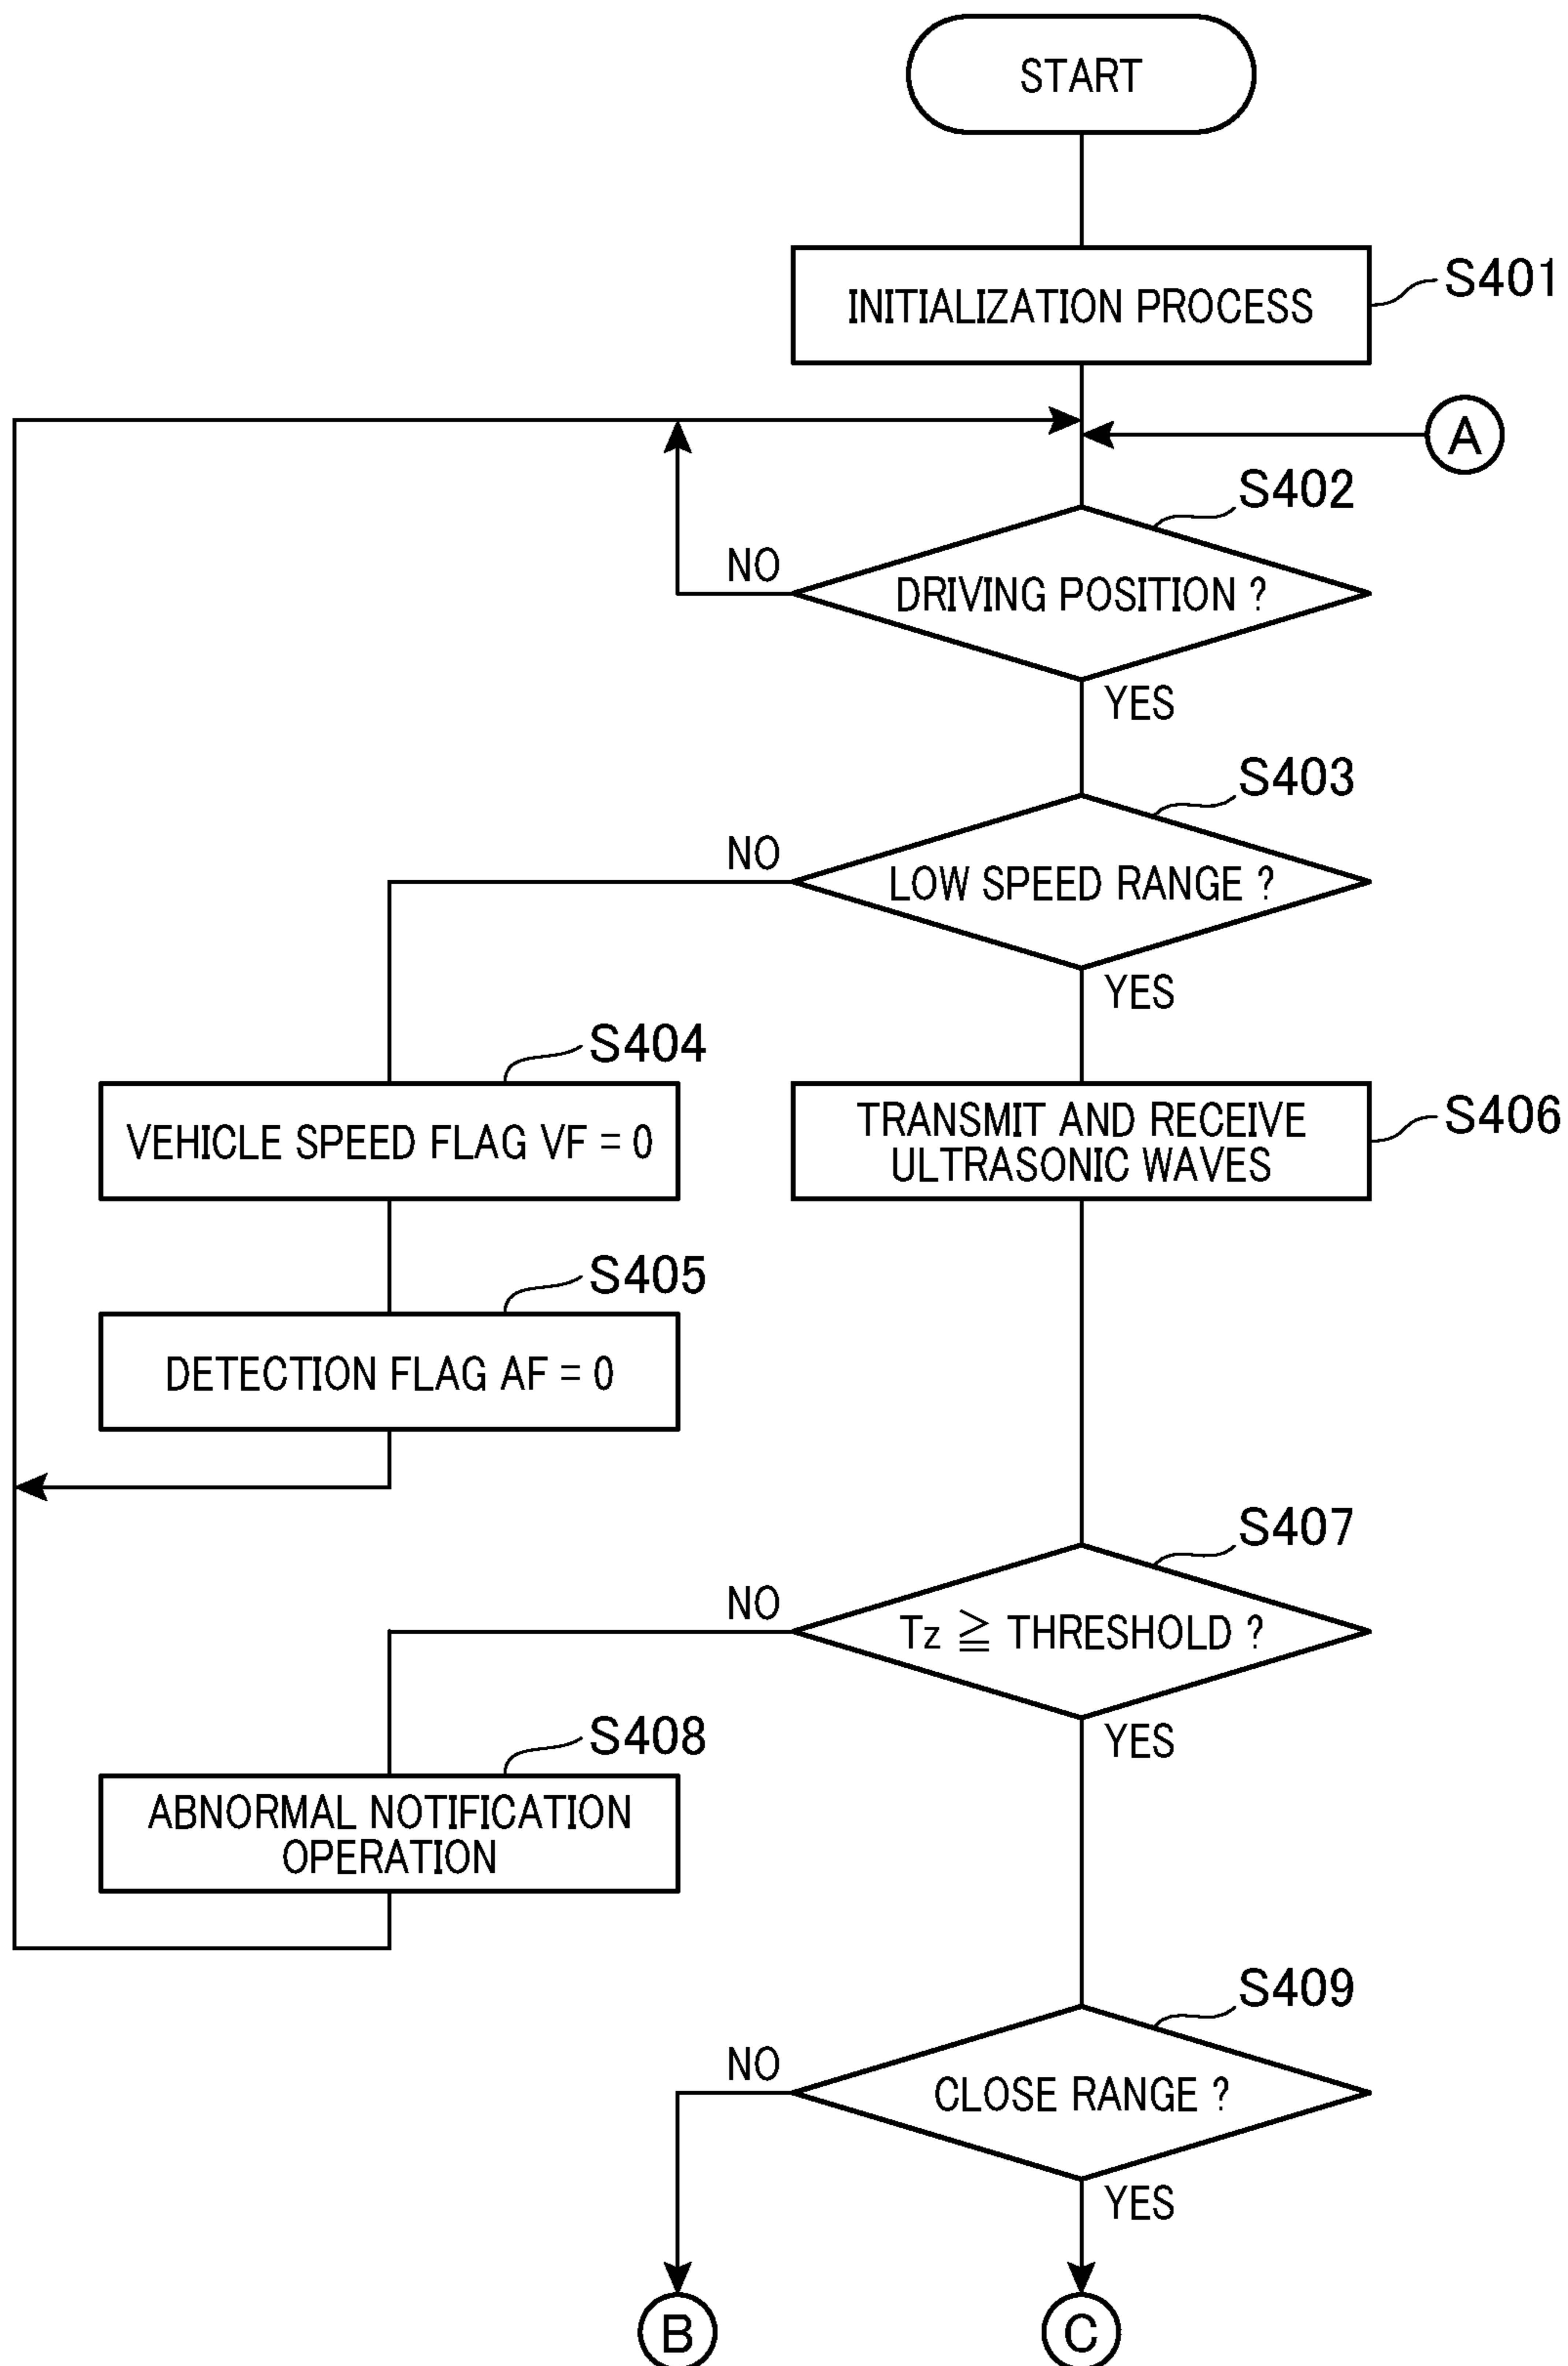 START
INITIALIZATION PROCESS
S401
A
S402
NO
DRIVING POSITION ?
YES
S403
NO
LOW SPEED RANGE ?
YES
S404
VEHICLE SPEED FLAG VF = 0
TRANSMIT AND RECEIVE
ULTRASONIC WAVES
S406
S405
DETECTION FLAG AF = 0
S407
NO
Tz ≧ THRESHOLD ?
YES
S408
ABNORMAL NOTIFICATION
OPERATION
S409
NO
CLOSE RANGE ?
YES
B
C